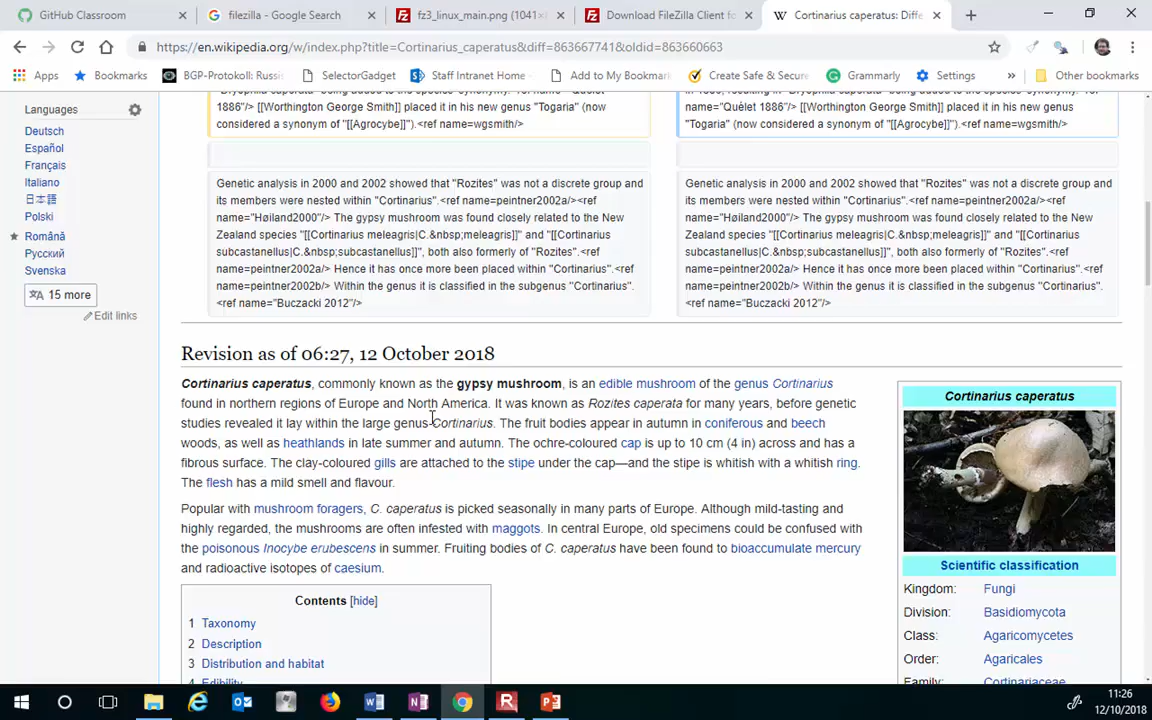 GitHub Classroom
filezilla - Google Search
fz3_linux_main.png (1041×
Download FileZilla Client fo
Cortinarius caperatus: Diffe
https://en.wikipedia.org/w/index.php?title=Cortinarius_caperatus&diff=863667741&oldid=863660663
Apps
Bookmarks
BGP-Protokoll: Russi
SelectorGadget
Staff Intranet Home -
Add to My Bookmark
Create Safe & Secure
Grammarly
Settings
»
Other bookmarks
Languages
Deutsch
Español
Français
Italiano
日本語
Polski
Română
Русский
Svenska
15 more
Edit links
1886"/> [[Worthington George Smith]] placed it in his new genus
"Togaria" (now considered a synonym of "[[Agrocybe]]").<ref name=wgsmith/>
name="Quélet 1886"/> [[Worthington George Smith]] placed it in his new genus
"Togaria" (now considered a synonym of "[[Agrocybe]]").<ref name=wgsmith/>
Genetic analysis in 2000 and 2002 showed that "Rozites" was not a discrete group and
its members were nested within "Cortinarius".<ref name=peintner2002a/><ref
name="Høiland2000"/> The gypsy mushroom was found closely related to the New
Zealand species "[[Cortinarius meleagris|C.&nbsp;meleagris]]" and "[[Cortinarius
subcastanellus|C.&nbsp;subcastanellus]]", both also formerly of "Rozites".<ref
name=peintner2002a/> Hence it has once more been placed within "Cortinarius".<ref
name=peintner2002b/> Within the genus it is classified in the subgenus "Cortinarius".
<ref name="Buczacki 2012"/>
Genetic analysis in 2000 and 2002 showed that "Rozites" was not a discrete group and
its members were nested within "Cortinarius".<ref name=peintner2002a/><ref
name="Høiland2000"/> The gypsy mushroom was found closely related to the New
Zealand species "[[Cortinarius meleagris|C.&nbsp;meleagris]]" and "[[Cortinarius
subcastanellus|C.&nbsp;subcastanellus]]", both also formerly of "Rozites".<ref
name=peintner2002a/> Hence it has once more been placed within "Cortinarius".<ref
name=peintner2002b/> Within the genus it is classified in the subgenus "Cortinarius".
<ref name="Buczacki 2012"/>
Revision as of 06:27, 12 October 2018
Cortinarius caperatus, commonly known as the gypsy mushroom, is an edible mushroom of the genus Cortinarius
found in northern regions of Europe and North America. It was known as Rozites caperata for many years, before genetic
studies revealed it lay within the large genus Cortinarius. The fruit bodies appear in autumn in coniferous and beech
woods, as well as heathlands in late summer and autumn. The ochre-coloured cap is up to 10 cm (4 in) across and has a
fibrous surface. The clay-coloured gills are attached to the stipe under the cap—and the stipe is whitish with a whitish ring.
The flesh has a mild smell and flavour.
Popular with mushroom foragers, C. caperatus is picked seasonally in many parts of Europe. Although mild-tasting and
highly regarded, the mushrooms are often infested with maggots. In central Europe, old specimens could be confused with
the poisonous Inocybe erubescens in summer. Fruiting bodies of C. caperatus have been found to bioaccumulate mercury
and radioactive isotopes of caesium.
Contents [hide]
1 Taxonomy
2 Description
3 Distribution and habitat
4 Edibility
Cortinarius caperatus
Scientific classification
Kingdom: Fungi
Division: Basidiomycota
Class: Agaricomycetes
Order: Agaricales
Family: Cortinariaceae
11:26
12/10/2018